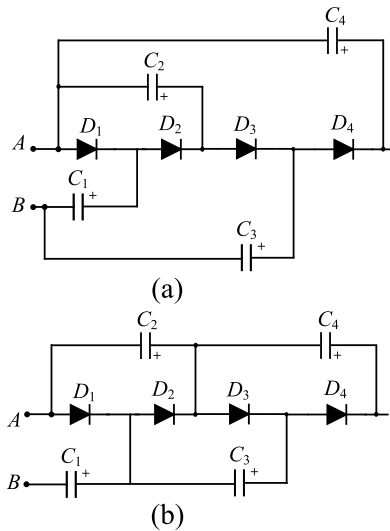 C4
+
C2
+
A
D1
D2
D3
D4
C1
+
B
C3
+
(a)
C2
+
C4
+
D1
D2
D3
D4
A
C1
+
C3
+
B
(b)